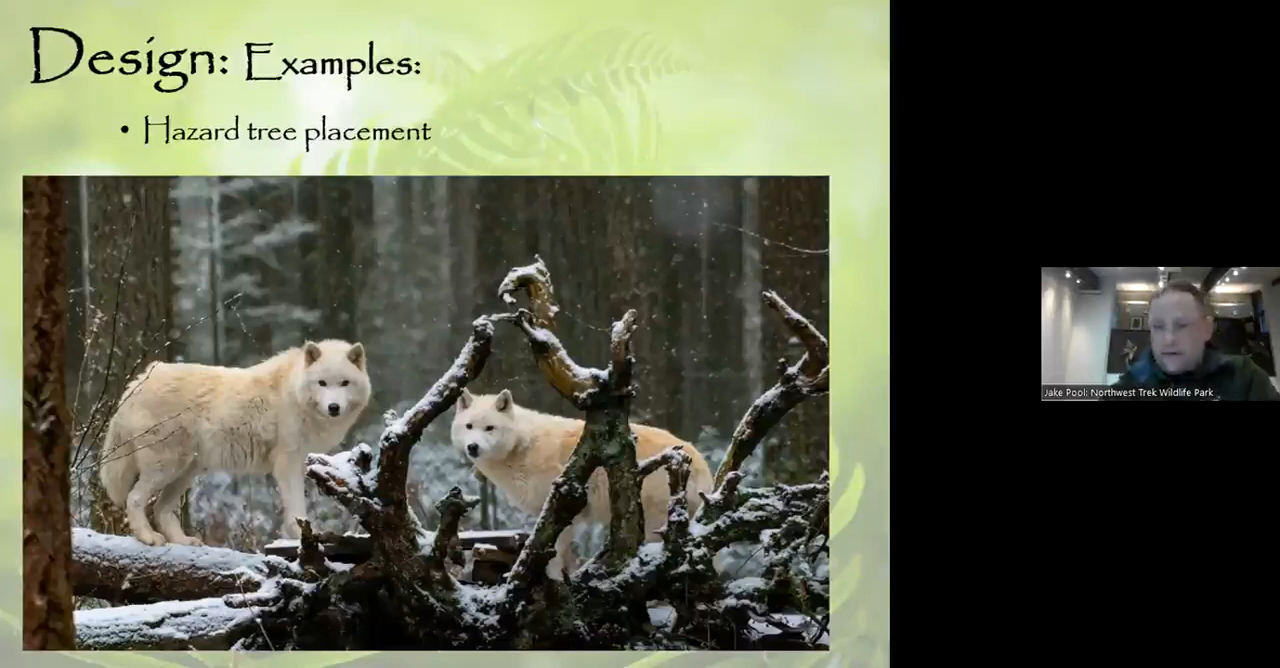 Design: Examples:
• Hazard tree placement
Jake Pool: Northwest Trek Wildlife Park